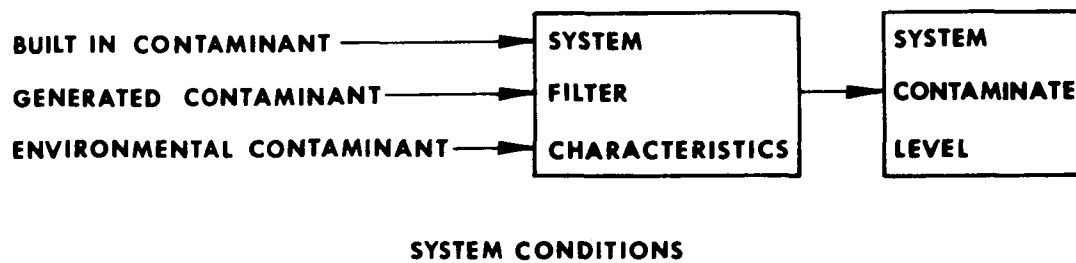 BUILT IN CONTAMINANT
GENERATED CONTAMINANT
ENVIRONMENTAL CONTAMINANT
SYSTEM
FILTER
CHARACTERISTICS
SYSTEM
CONTAMINATE
LEVEL
SYSTEM CONDITIONS